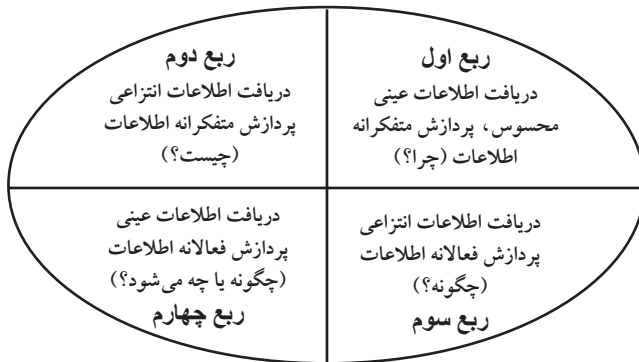 ربع اول
دریافت اطلاعات عینی
محسوس، پردازش متفکرانه
اطلاعات (چرا؟)
ربع دوم
دریافت اطلاعات انتزاعی
پردازش متفکرانه اطلاعات
(چیست؟)
دریافت اطلاعات انتزاعی
پردازش فعالانه اطلاعات
(چگونه؟)
ربع سوم
دریافت اطلاعات عینی
پردازش فعالانه اطلاعات
(چگونه یا چه می‌شود؟)
ربع چهارم